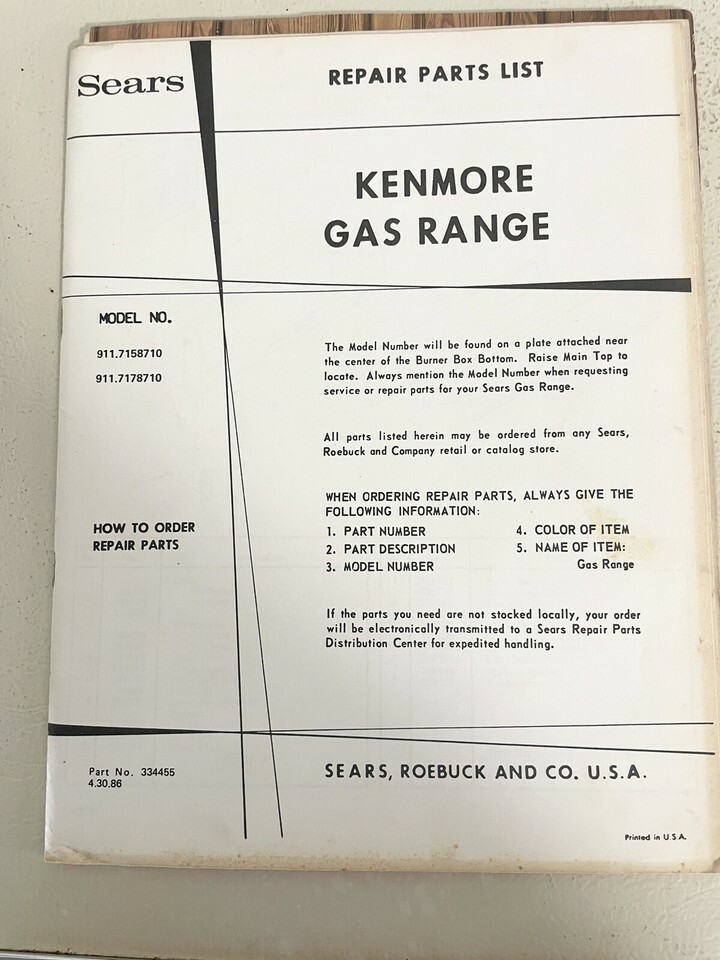 Sears
REPAIR PARTS LIST
KENMORE
GAS RANGE
MODEL NO.
911.7158710
911.7178710
The Model Number will be found on a plate attached near
the center of the Burner Box Bottom. Raise Main Top to
locate. Always mention the Model Number when requesting
service or repair parts for your Sears Gas Range.
All parts listed herein may be ordered from any Sears,
Roebuck and Company retail or catalog store.
HOW TO ORDER
REPAIR PARTS
WHEN ORDERING REPAIR PARTS, ALWAYS GIVE THE
FOLLOWING INFORMATION:
1. PART NUMBER
2. PART DESCRIPTION
3. MODEL NUMBER
4. COLOR OF ITEM
5. NAME OF ITEM:
Gas Range
If the parts you need are not stocked locally, your order
will be electronically transmitted to a Sears Repair Parts
Distribution Center for expedited handling.
Part No. 334455
4.30.86
SEARS, ROEBUCK AND CO. U.S.A.
Printed in U.S.A.